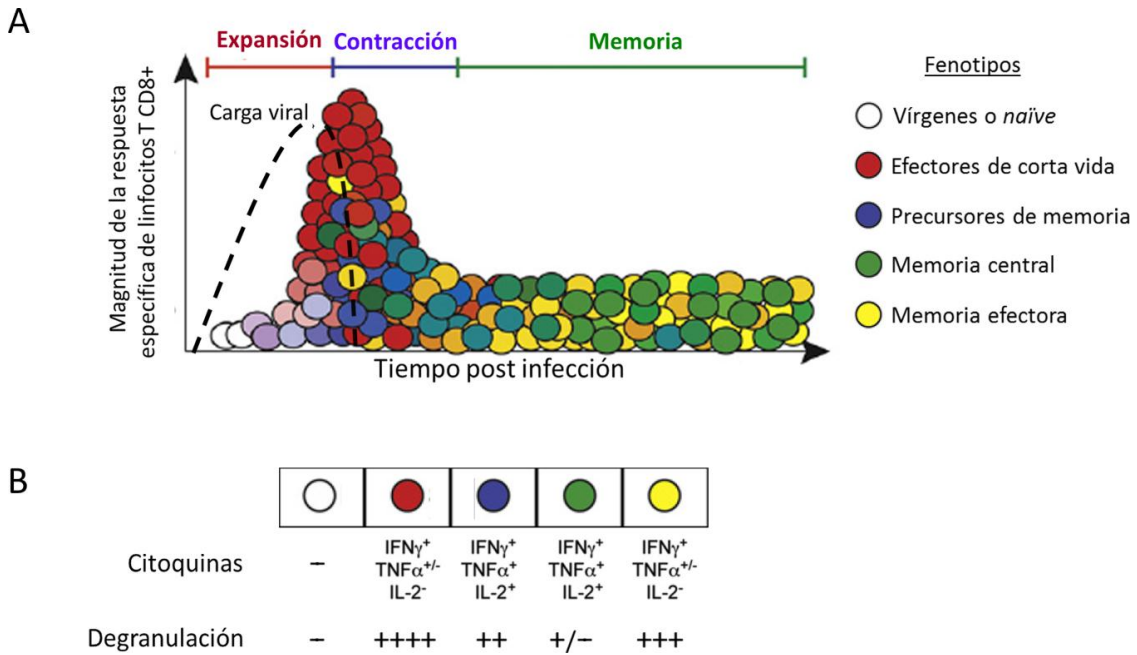 A
Expansión Contracción Memoria
Carga viral
Magnitud de la respuesta
específica de linfocitos T CD8+
Tiempo post infección
Fenotipos
Vírgenes o naïve
Efectores de corta vida
Precursores de memoria
Memoria central
Memoria efectora
B
Citoquinas
-
IFNγ+
TNFα+/-
IL-2-
IFNγ+
TNFα+
IL-2+
IFNγ+
TNFα+
IL-2+
IFNγ+
TNFα+/-
IL-2-
Degranulación - ++++ ++ +/- +++